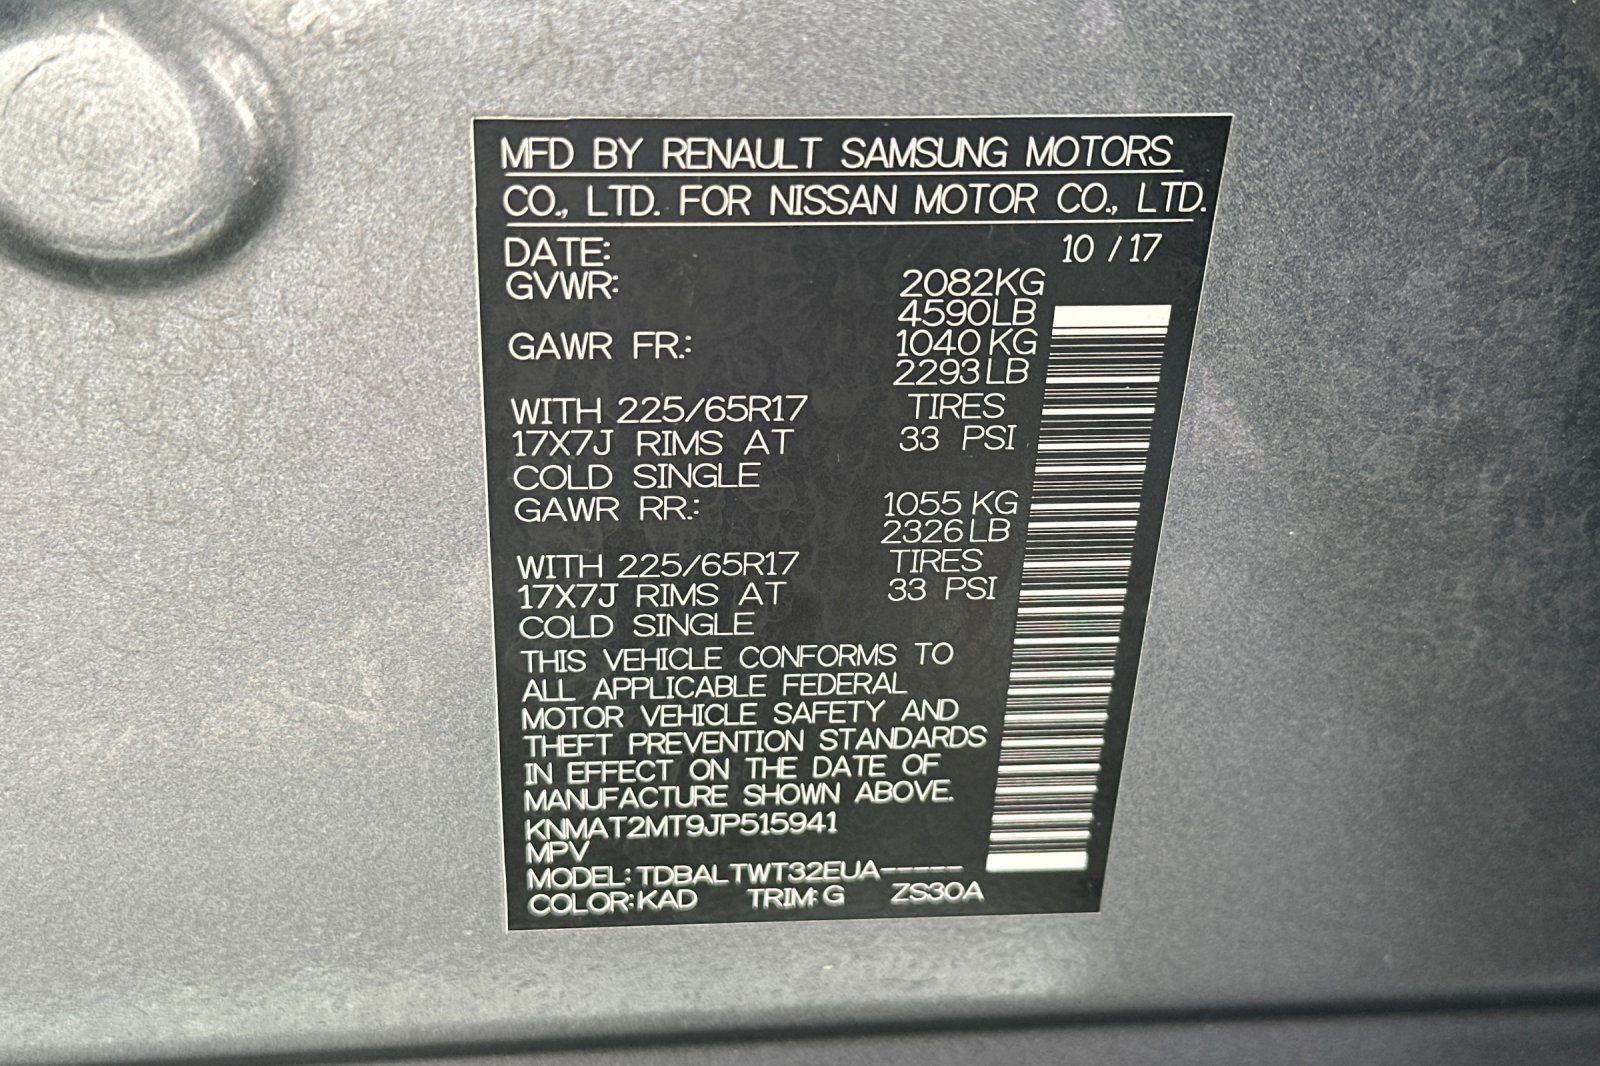 MFD BY RENAULT SAMSUNG MOTORS
CO., LTD. FOR NISSAN MOTOR CO., LTD.
DATE: 10 / 17
GVWR: 2082KG
4590LB
GAWR FR.: 1040 KG
2293 LB
WITH 225/65R17 TIRES
17X7J RIMS AT 33 PSI
COLD SINGLE
GAWR RR.: 1055 KG
2326 LB
WITH 225/65R17 TIRES
17X7J RIMS AT 33 PSI
COLD SINGLE
THIS VEHICLE CONFORMS TO
ALL APPLICABLE FEDERAL
MOTOR VEHICLE SAFETY AND
THEFT PREVENTION STANDARDS
IN EFFECT ON THE DATE OF
MANUFACTURE SHOWN ABOVE.
KNMAT2MT9JP515941
MPV
MODEL: TDBALTWT32EUA-----
COLOR: KAD TRIM: G ZS30A